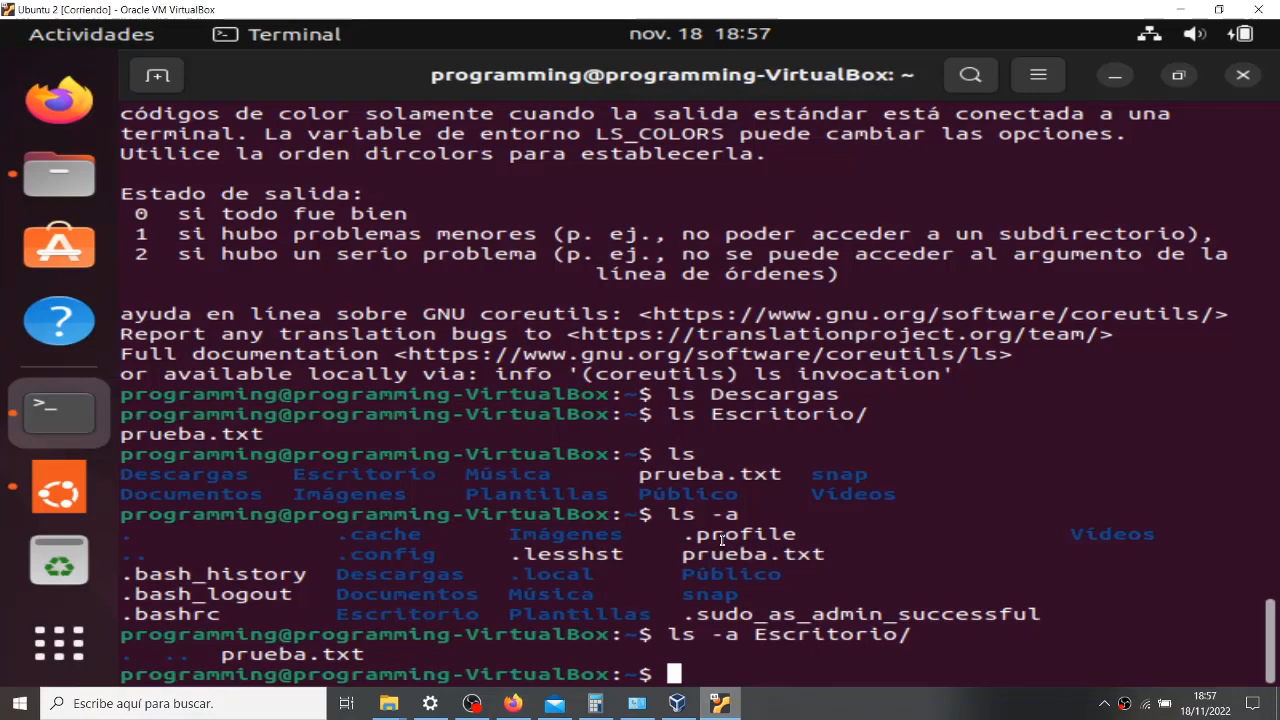 Ubuntu 2 [Corriendo] - Oracle VM VirtualBox
Actividades Terminal nov. 18 18:57
programming@programming-VirtualBox: ~
códigos de color solamente cuando la salida estándar está conectada a una
terminal. La variable de entorno LS_COLORS puede cambiar las opciones.
Utilice la orden dircolors para establecerla.
Estado de salida:
0 si todo fue bien
1 si hubo problemas menores (p. ej., no poder acceder a un subdirectorio),
2 si hubo un serio problema (p. ej., no se puede acceder al argumento de la
línea de órdenes)
ayuda en línea sobre GNU coreutils: <https://www.gnu.org/software/coreutils/>
Report any translation bugs to <https://translationproject.org/team/>
Full documentation <https://www.gnu.org/software/coreutils/ls>
or available locally via: info '(coreutils) ls invocation'
programming@programming-VirtualBox:~$ ls Descargas
programming@programming-VirtualBox:~$ ls Escritorio/
prueba.txt
programming@programming-VirtualBox:~$ ls
Descargas Escritorio Música prueba.txt snap
Documentos Imágenes Plantillas Público Vídeos
programming@programming-VirtualBox:~$ ls -a
. .cache Imágenes .profile Vídeos
.. .config .lesshst prueba.txt
.bash_history Descargas .local Público
.bash_logout Documentos Música snap
.bashrc Escritorio Plantillas .sudo_as_admin_successful
programming@programming-VirtualBox:~$ ls -a Escritorio/
. .. prueba.txt
programming@programming-VirtualBox:~$
Escribe aquí para buscar.
18:57
18/11/2022